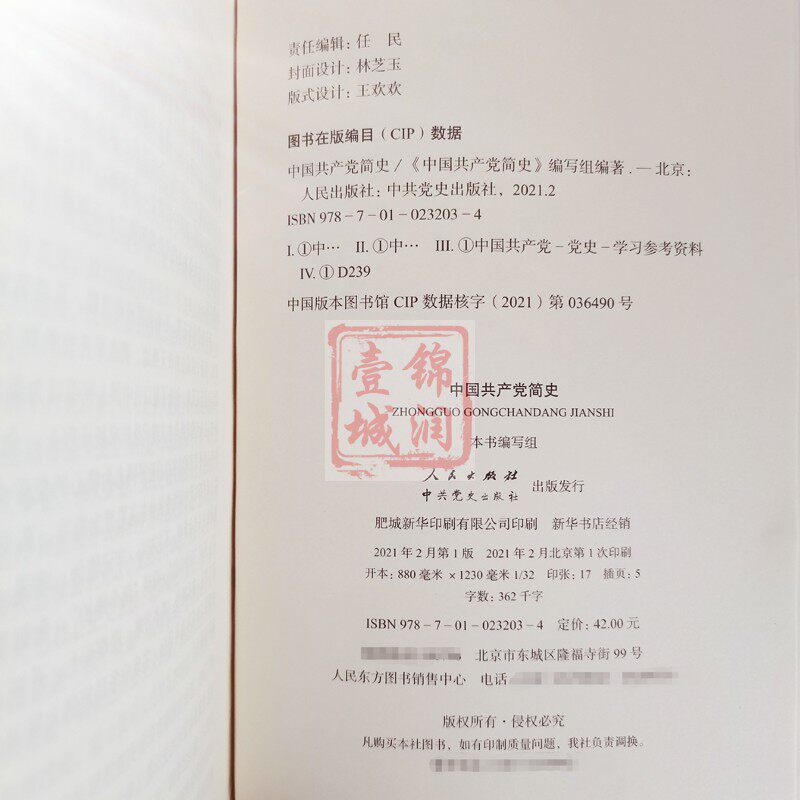 责任编辑：任　民
封面设计：林芝玉
版式设计：王欢欢
图书在版编目（CIP）数据
中国共产党简史 / 《中国共产党简史》编写组编著 . — 北京：
人民出版社：中共党史出版社，2021.2
ISBN 978－7－01－023203－4
I. ①中…　II. ①中…　III. ①中国共产党－党史－学习参考资料
IV. ① D239
中国版本图书馆 CIP 数据核字（2021）第 036490 号
锦润壹城
中国共产党简史
ZHONGGUO GONGCHANDANG JIANSHI
本书编写组
人民出版社
中共党史出版社　出版发行
肥城新华印刷有限公司印刷　新华书店经销
2021 年 2 月第 1 版　2021 年 2 月北京第 1 次印刷
开本：880 毫米 × 1230 毫米 1/32　印张：17　插页：5
字数：362 千字
ISBN 978－7－01－023203－4　定价：42.00 元
北京市东城区隆福寺街 99 号
人民东方图书销售中心　电话
版权所有·侵权必究
凡购买本社图书，如有印制质量问题，我社负责调换。